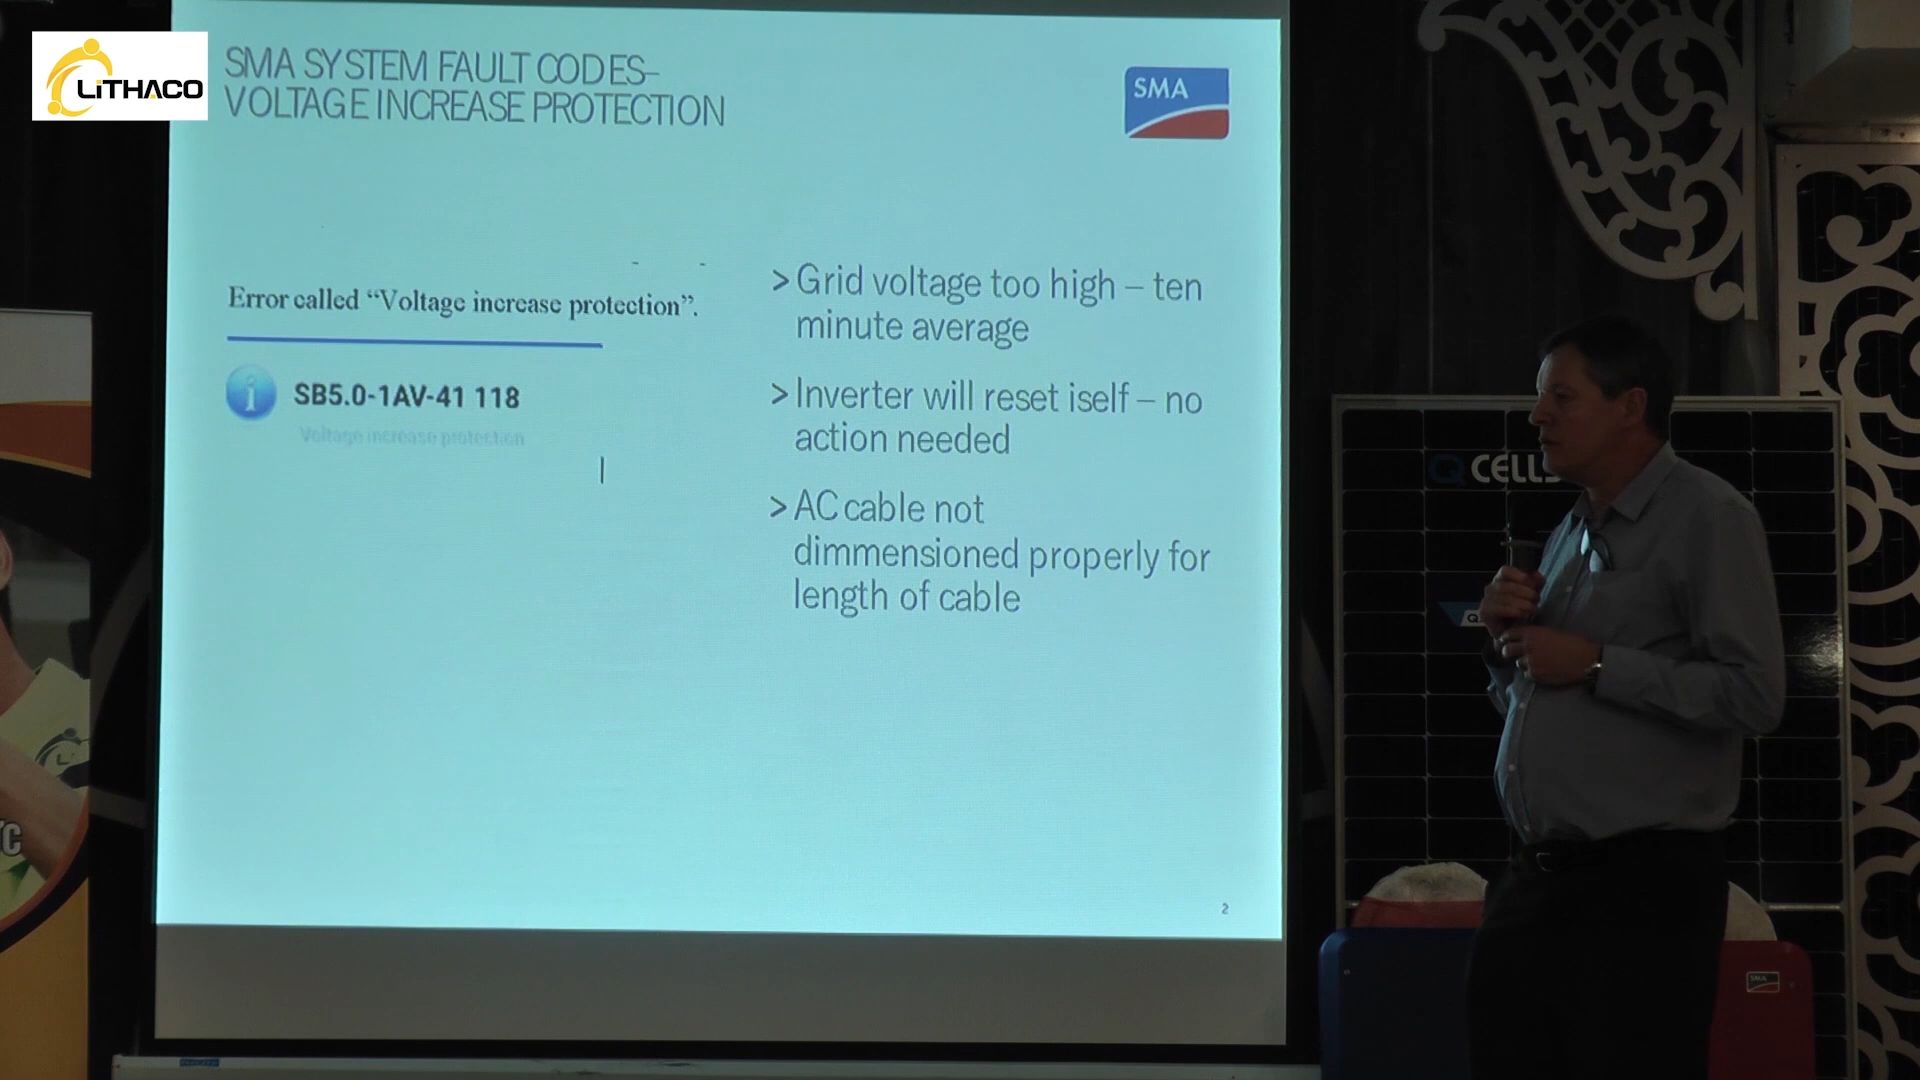 LiTHACO
SMA SYSTEM FAULT CODES–
VOLTAGE INCREASE PROTECTION
SMA
Error called “Voltage increase protection”.
SB5.0-1AV-41 118
Voltage increase protection
> Grid voltage too high – ten
minute average
> Inverter will reset iself – no
action needed
> AC cable not
dimmensioned properly for
length of cable
2
Q CELLS
SMA